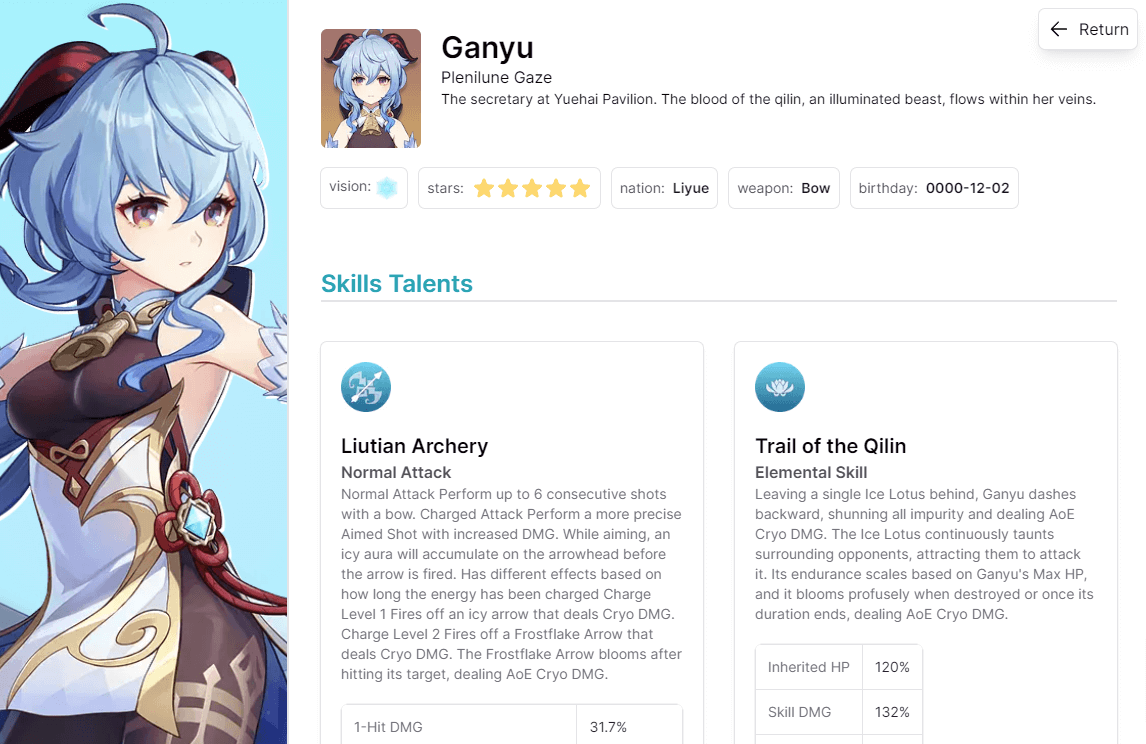 Return
Ganyu
Plenilune Gaze
The secretary at Yuehai Pavilion. The blood of the qilin, an illuminated beast, flows within her veins.
vision:
stars:
nation: Liyue
weapon: Bow
birthday: 0000-12-02
Skills Talents
Liutian Archery
Normal Attack
Normal Attack Perform up to 6 consecutive shots
with a bow. Charged Attack Perform a more precise
Aimed Shot with increased DMG. While aiming, an
icy aura will accumulate on the arrowhead before
the arrow is fired. Has different effects based on
how long the energy has been charged Charge
Level 1 Fires off an icy arrow that deals Cryo DMG.
Charge Level 2 Fires off a Frostflake Arrow that
deals Cryo DMG. The Frostflake Arrow blooms after
hitting its target, dealing AoE Cryo DMG.
1-Hit DMG 31.7%
Trail of the Qilin
Elemental Skill
Leaving a single Ice Lotus behind, Ganyu dashes
backward, shunning all impurity and dealing AoE
Cryo DMG. The Ice Lotus continuously taunts
surrounding opponents, attracting them to attack
it. Its endurance scales based on Ganyu's Max HP,
and it blooms profusely when destroyed or once its
duration ends, dealing AoE Cryo DMG.
Inherited HP 120%
Skill DMG 132%